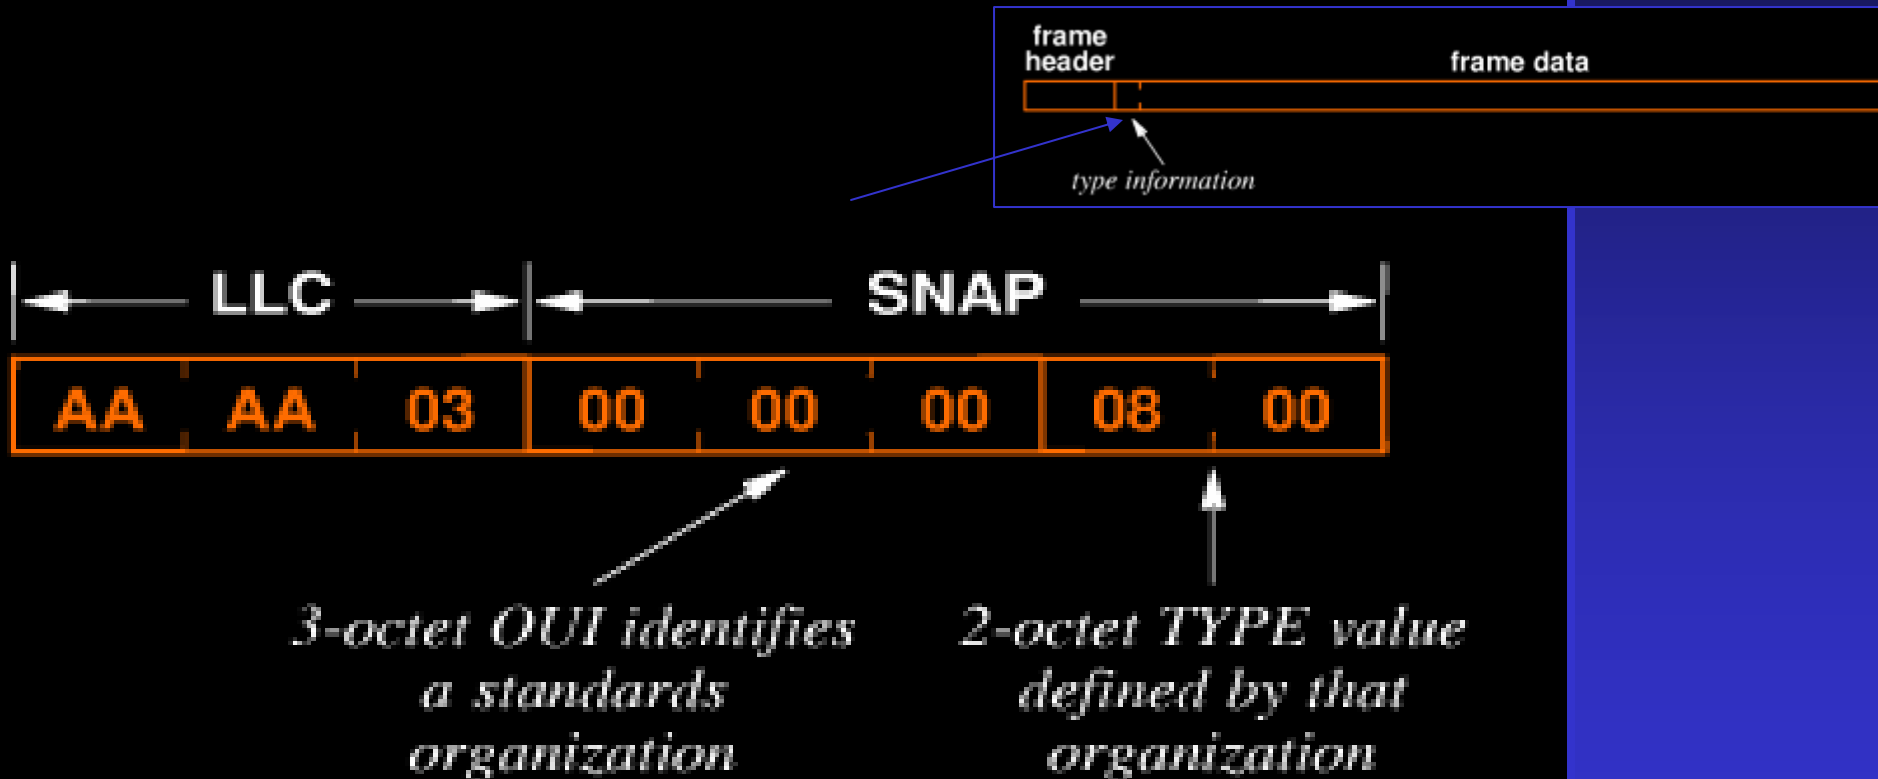 frame
header
frame data
type information
LLC
SNAP
AA AA 03 00 00 00 08 00
3-octet OUI identifies
a standards
organization
2-octet TYPE value
defined by that
organization